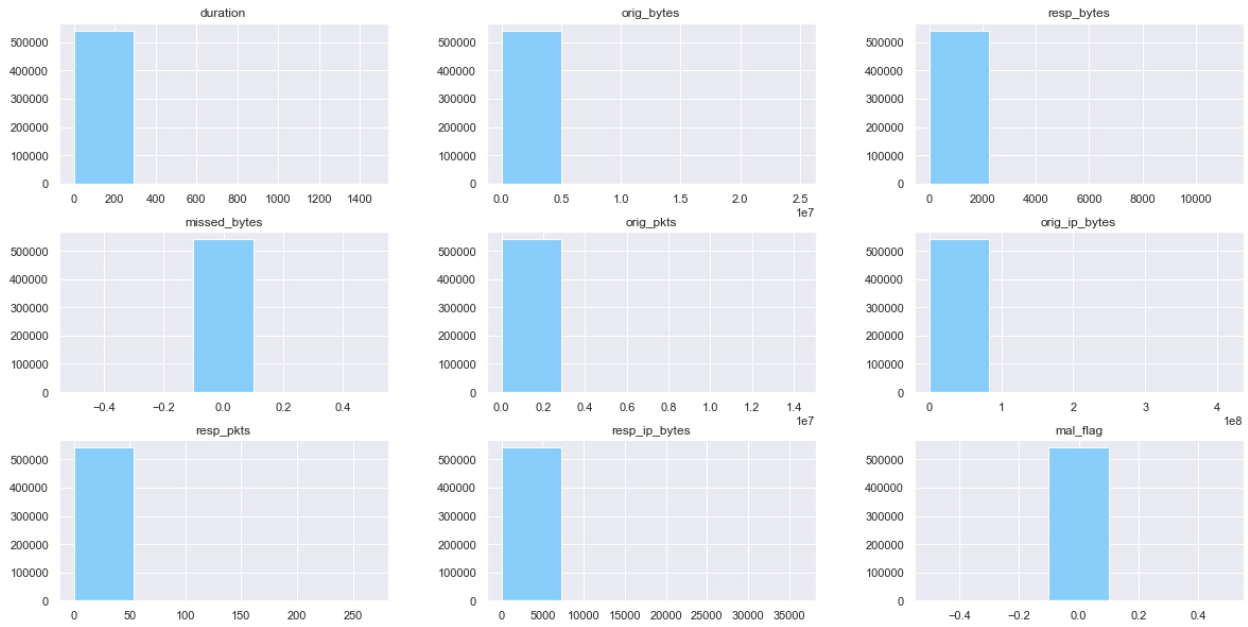 duration
500000
400000
300000
200000
100000
0
0 200 400 600 800 1000 1200 1400
orig_bytes
500000
400000
300000
200000
100000
0
0.0 0.5 1.0 1.5 2.0 2.5
1e7
resp_bytes
500000
400000
300000
200000
100000
0
0 2000 4000 6000 8000 10000
missed_bytes
500000
400000
300000
200000
100000
0
−0.4 −0.2 0.0 0.2 0.4
orig_pkts
500000
400000
300000
200000
100000
0
0.0 0.2 0.4 0.6 0.8 1.0 1.2 1.4
1e7
orig_ip_bytes
500000
400000
300000
200000
100000
0
0 1 2 3 4
1e8
resp_pkts
500000
400000
300000
200000
100000
0
0 50 100 150 200 250
resp_ip_bytes
500000
400000
300000
200000
100000
0
0 5000 10000 15000 20000 25000 30000 35000
mal_flag
500000
400000
300000
200000
100000
0
−0.4 −0.2 0.0 0.2 0.4